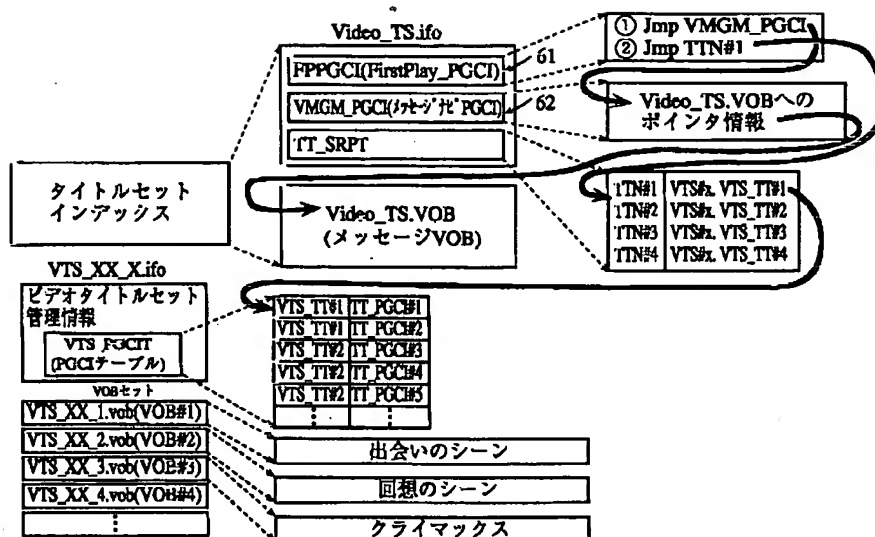 Video_TS.ifo
FPPGCI(FirstPlay_PGCI)
61
VMGM_PGCI(ﾒｯｾｰｼﾞﾅﾋﾞPGCI)
62
TT_SRPT
① Jmp VMGM_PGCI
② Jmp TTN#1
Video_TS.VOBへの
ポインタ情報
タイトルセット
インデックス
Video_TS.VOB
(メッセージVOB)
TTN#1 VTS#x. VTS_TT#1
TTN#2 VTS#x. VTS_TT#2
TTN#3 VTS#x. VTS_TT#3
TTN#4 VTS#x. VTS_TT#4
VTS_XX_X.ifo
ビデオタイトルセット
管理情報
VTS_PGCIT
(PGCIテーブル)
VTS_TT#1 TT_PGCI#1
VTS_TT#1 TT_PGCI#2
VTS_TT#2 TT_PGCI#3
VTS_TT#2 TT_PGCI#4
VTS_TT#2 TT_PGCI#5
VOBセット
VTS_XX_1.vob(VOB#1)
VTS_XX_2.vob(VOB#2)
VTS_XX_3.vob(VOB#3)
VTS_XX_4.vob(VOB#4)
出会いのシーン
回想のシーン
クライマックス